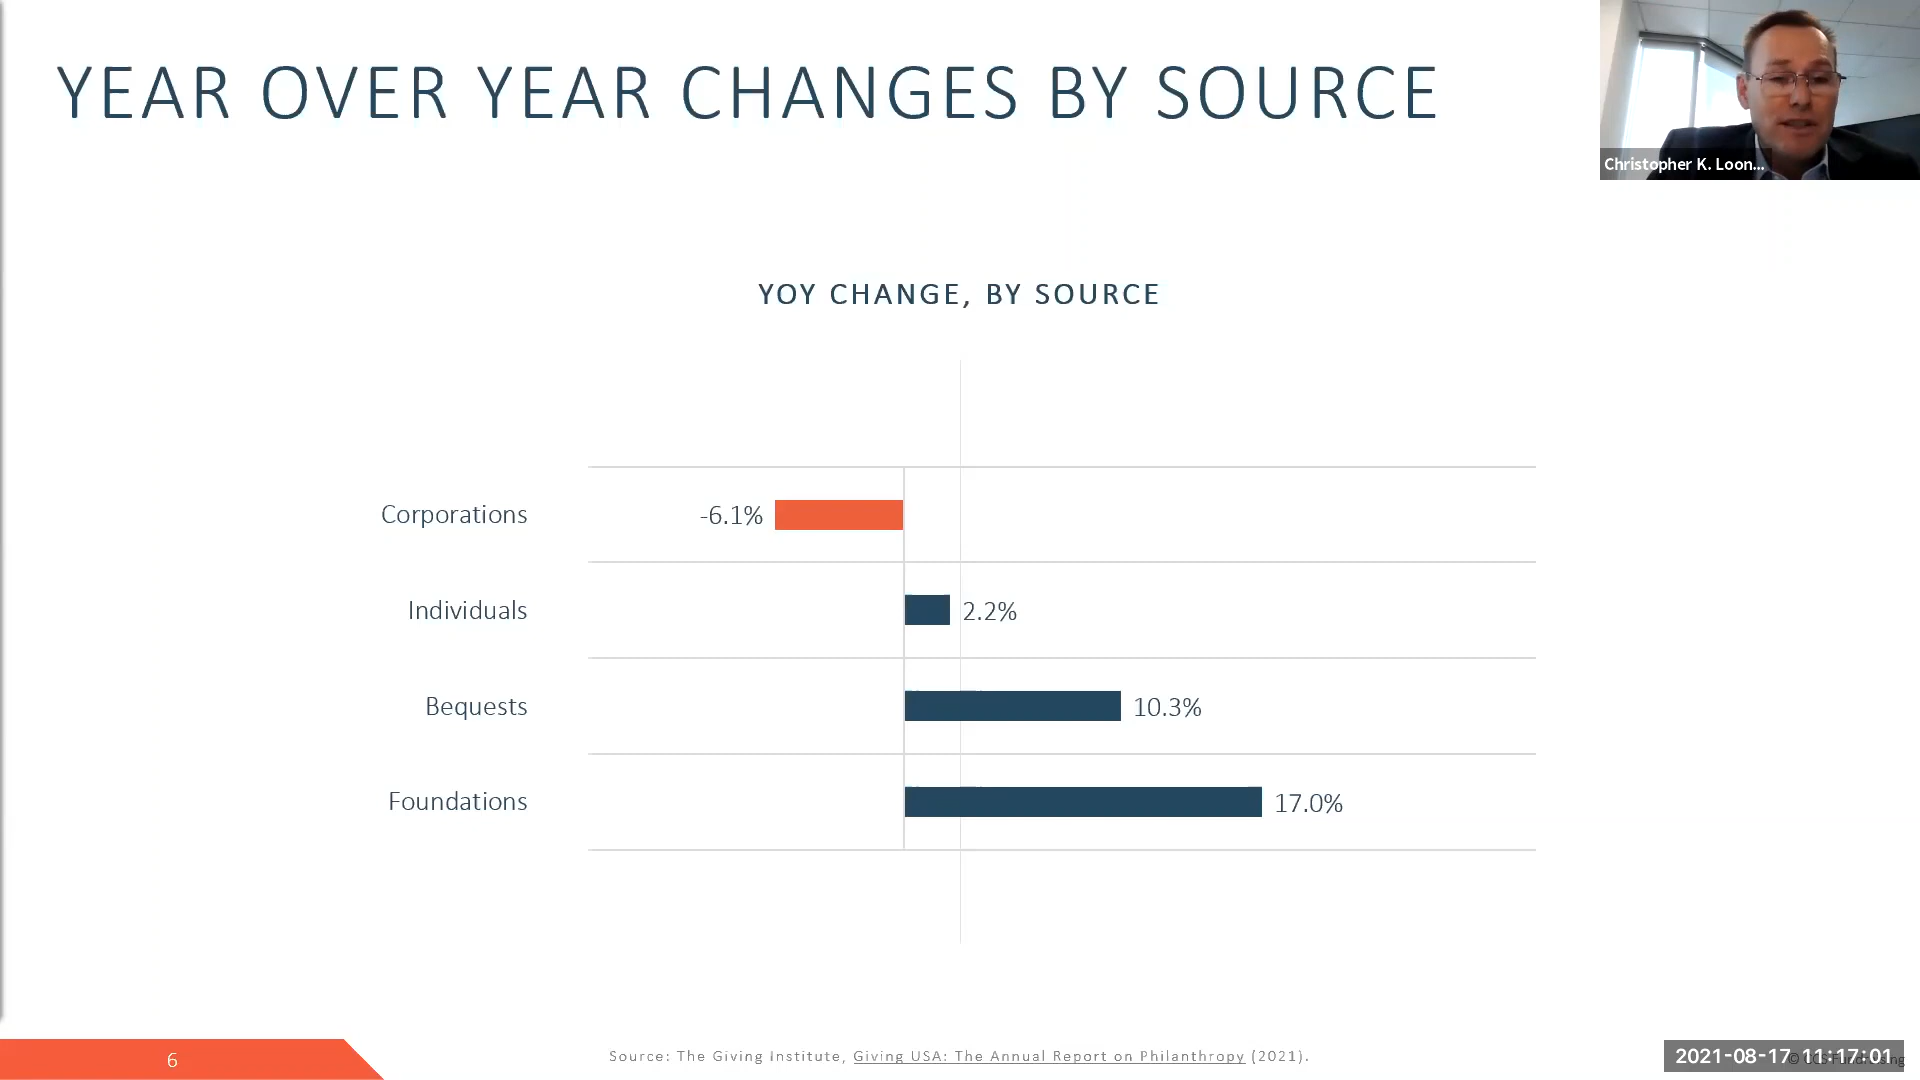 YEAR OVER YEAR CHANGES BY SOURCE
Christopher K. Loon...
YOY CHANGE, BY SOURCE
Corporations
-6.1%
Individuals
2.2%
Bequests
10.3%
Foundations
17.0%
6
Source: The Giving Institute, Giving USA: The Annual Report on Philanthropy (2021).
2021-08-17 11:17:01